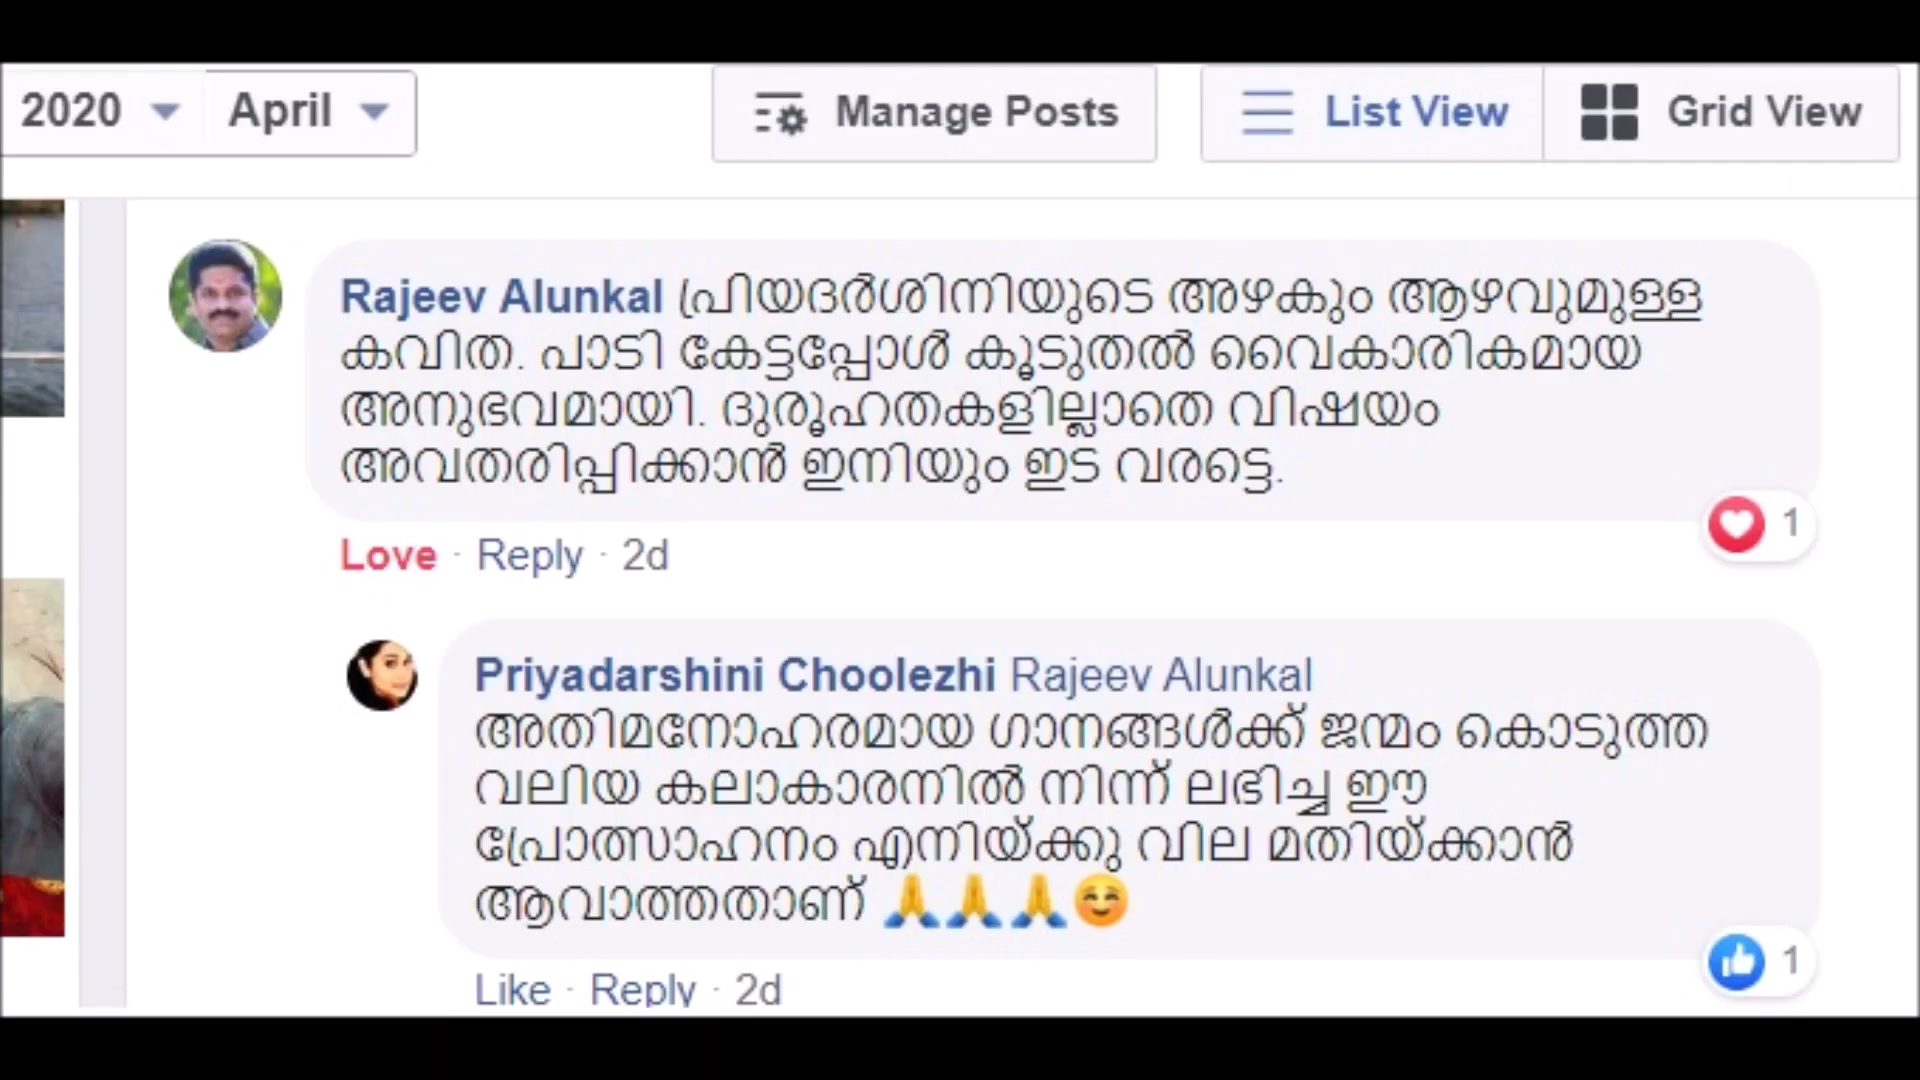 2020 April Manage Posts List View Grid View
Rajeev Alunkal പ്രിയദർശിനിയുടെ അഴകും ആഴവുമുള്ള
കവിത. പാടി കേട്ടപ്പോൾ കൂടുതൽ വൈകാരികമായ
അനുഭവമായി. ദുരൂഹതകളില്ലാതെ വിഷയം
അവതരിപ്പിക്കാൻ ഇനിയും ഇട വരട്ടെ.
1
Love · Reply · 2d
Priyadarshini Choolezhi Rajeev Alunkal
അതിമനോഹരമായ ഗാനങ്ങൾക്ക് ജന്മം കൊടുത്ത
വലിയ കലാകാരനിൽ നിന്ന് ലഭിച്ച ഈ
പ്രോത്സാഹനം എനിയ്ക്കു വില മതിയ്ക്കാൻ
ആവാത്തതാണ് 🙏🙏🙏☺️
1
Like · Reply · 2d